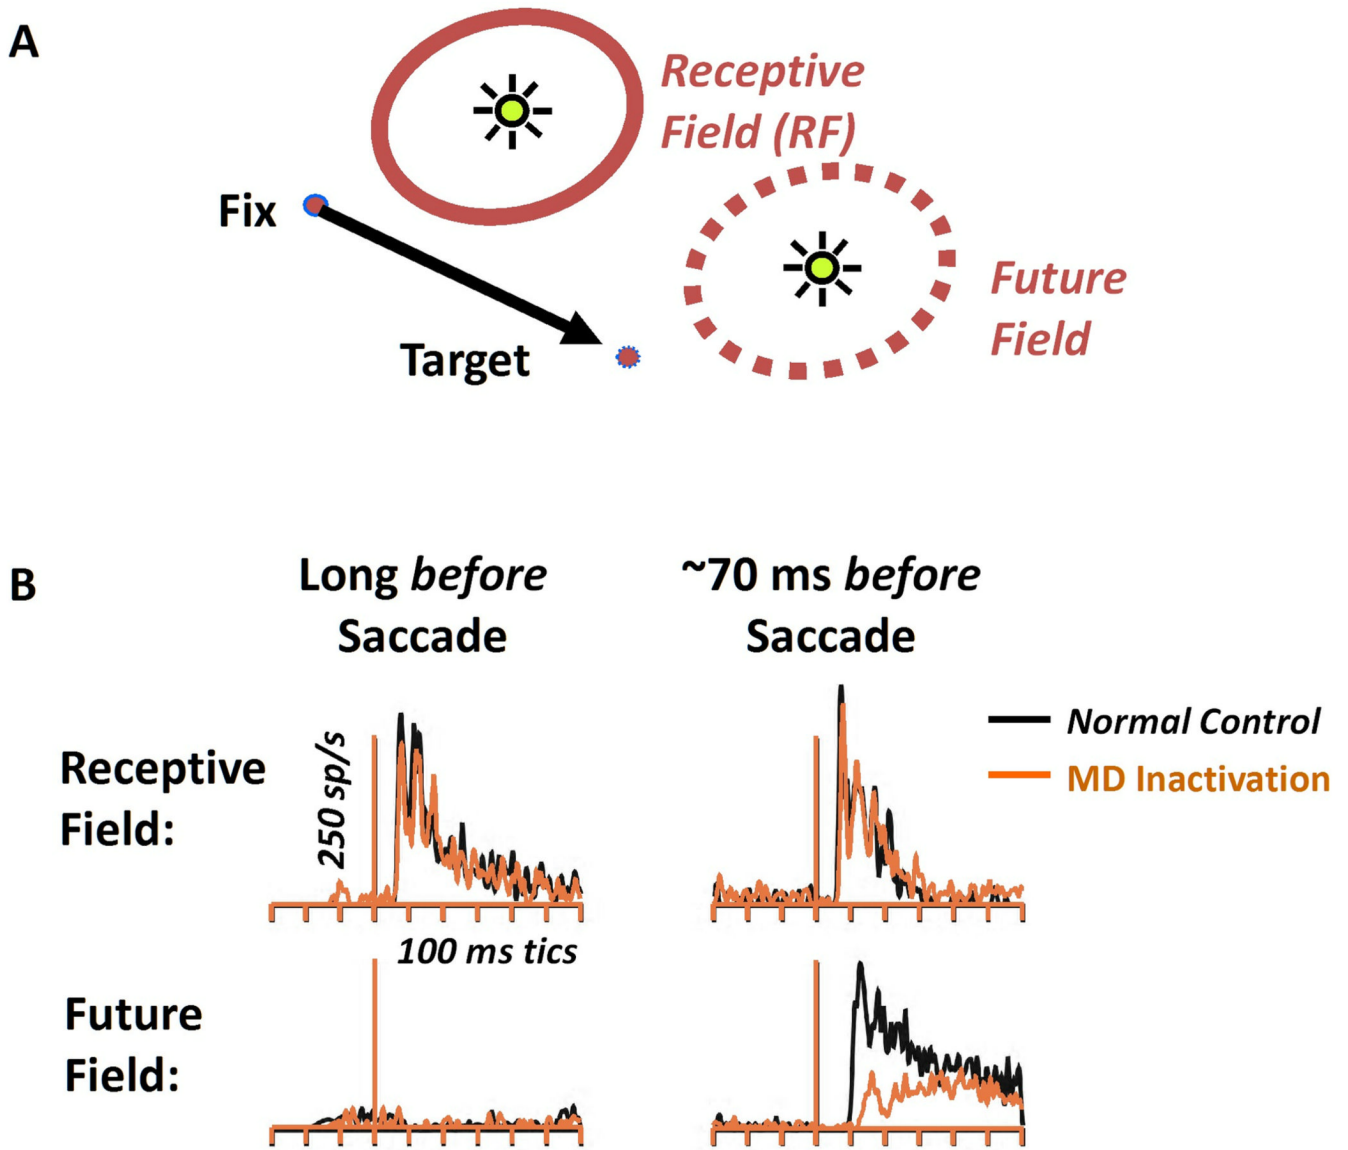 A
Receptive
Field (RF)
Fix
Future
Field
Target
B
Long before
Saccade
~70 ms before
Saccade
Normal Control
MD Inactivation
Receptive
Field:
250 sp/s
100 ms tics
Future
Field: